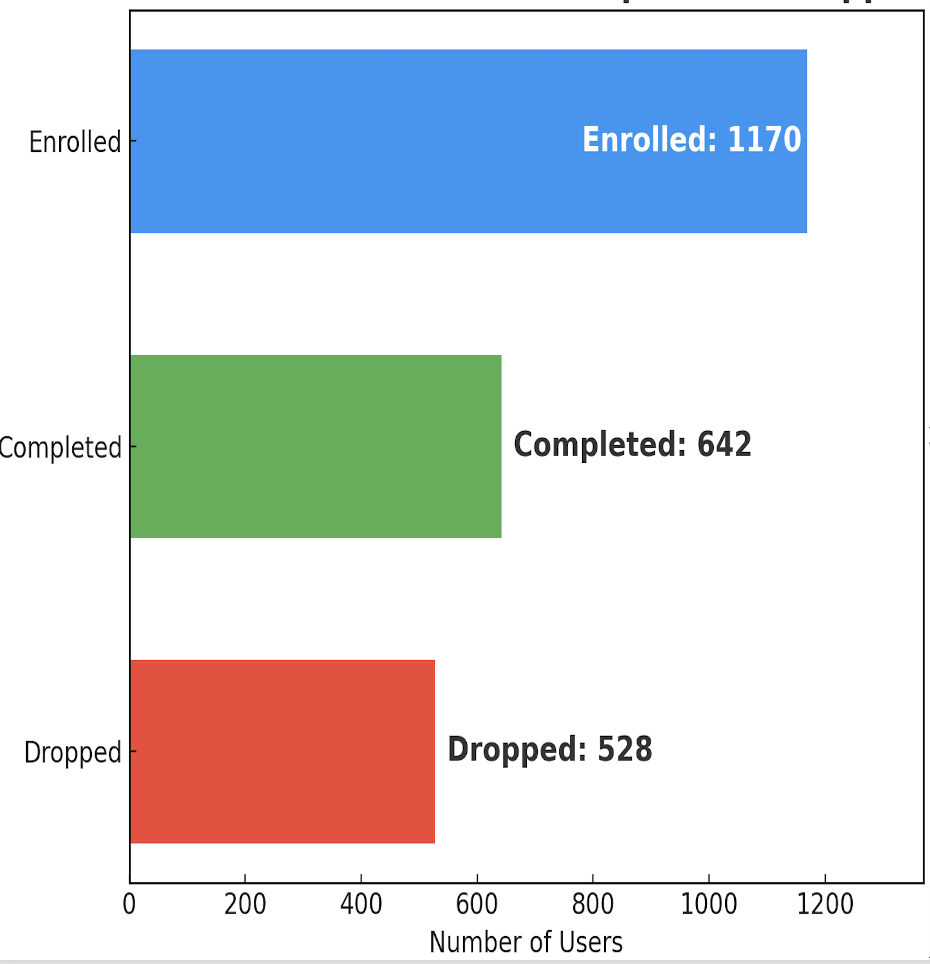 Enrolled
Enrolled: 1170
Completed
Completed: 642
Dropped
Dropped: 528
0 200 400 600 800 1000 1200
Number of Users